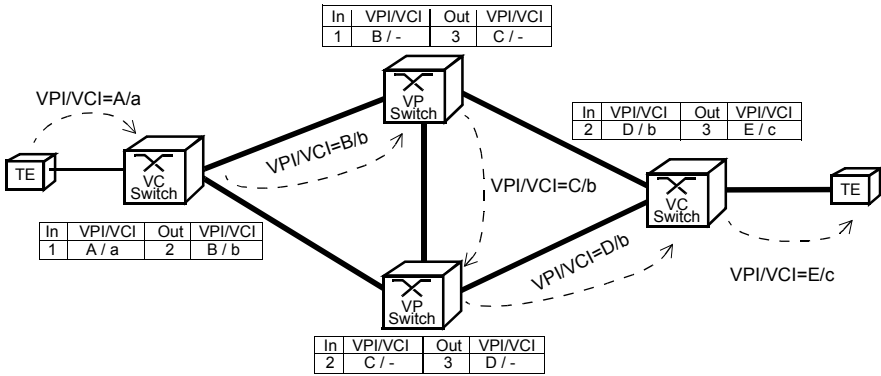 In VPI/VCI Out VPI/VCI
1 B / - 3 C / -
VPI/VCI=A/a
VP
Switch
In VPI/VCI Out VPI/VCI
2 D / b 3 E / c
VPI/VCI=B/b
TE
VC
Switch
VPI/VCI=C/b
VC
Switch
TE
In VPI/VCI Out VPI/VCI
1 A / a 2 B / b
VPI/VCI=D/b
VPI/VCI=E/c
VP
Switch
In VPI/VCI Out VPI/VCI
2 C / - 3 D / -